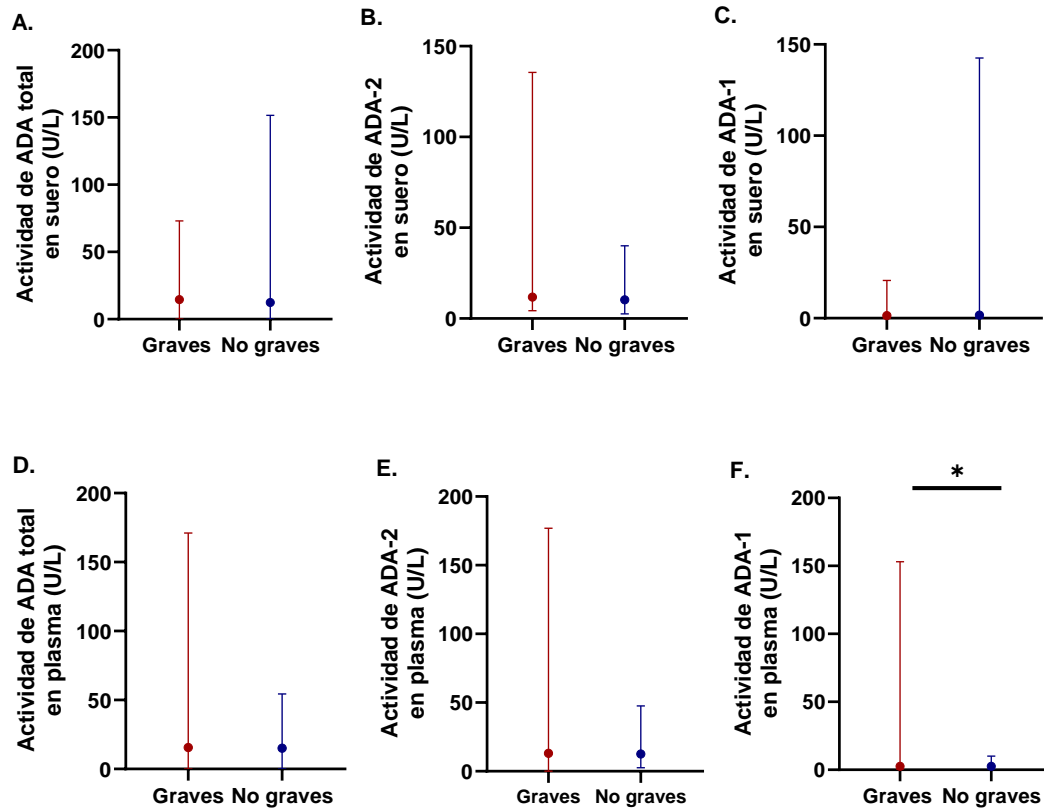 A.
Actividad de ADA total
en suero (U/L)
200
150
100
50
0
Graves No graves
B.
Actividad de ADA-2
en suero (U/L)
150
100
50
0
Graves No graves
C.
Actividad de ADA-1
en suero (U/L)
150
100
50
0
Graves No graves
D.
Actividad de ADA total
en plasma (U/L)
200
150
100
50
0
Graves No graves
E.
Actividad de ADA-2
en plasma (U/L)
200
150
100
50
0
Graves No graves
F.
*
Actividad de ADA-1
en plasma (U/L)
200
150
100
50
0
Graves No graves